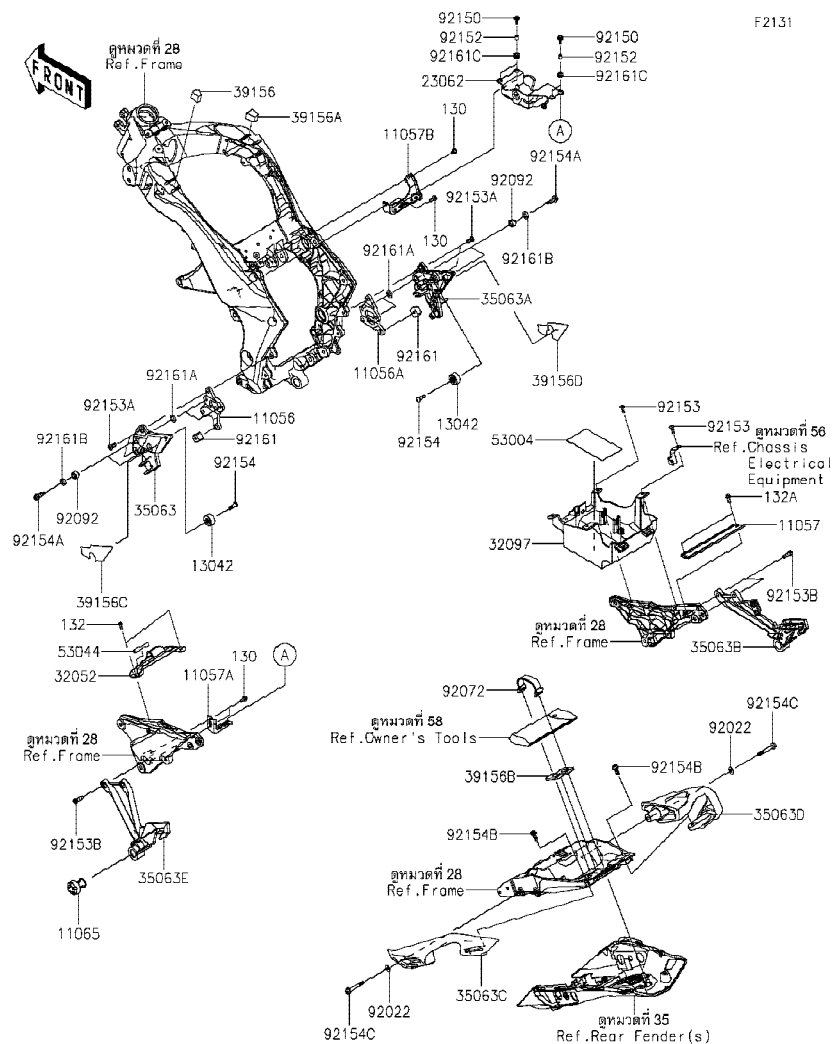 F2131
92150
92152
92161C
23062
92150
92152
92161C
A
ดูหมวดที่ 28
Ref.Frame
FRONT
39156
39156A
130
11057B
92154A
92092
92153A
130
92161A
92161B
35063A
92161
11056A
39156D
92161A
92153A
11056
92161B
92161
92154
13042
92154
35063
92092
92154A
13042
39156C
92153
92153
53004
ดูหมวดที่ 56
Ref.Chassis
Electrical
Equipment
132A
11057
32097
92153B
ดูหมวดที่ 28
Ref.Frame
35063B
132
53044
32052
11057A
130
A
ดูหมวดที่ 28
Ref.Frame
92153B
35063E
11065
92072
ดูหมวดที่ 58
Ref.Owner's Tools
39156B
92154C
92022
92154B
35063D
92154B
ดูหมวดที่ 28
Ref.Frame
35063C
92022
92154C
ดูหมวดที่ 35
Ref.Rear Fender(s)